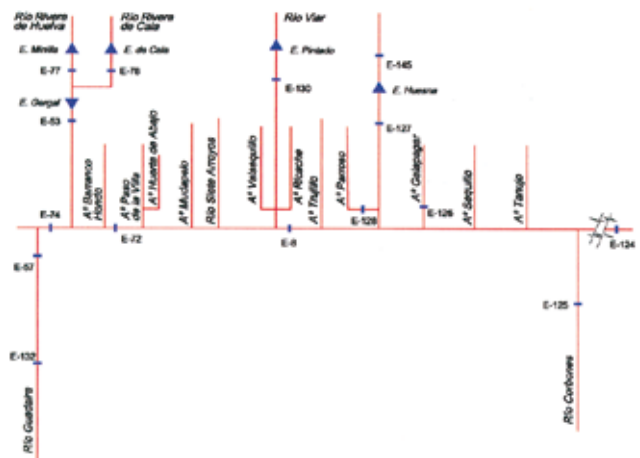 Río Rivera
de Huelva
Río Rivera
de Cala
Río Viar
E. Minilla
E. de Cala
E. Pintado
E-77
E-76
E-145
E-130
E. Huesna
E. Gergal
E-53
E-127
Aº Barranco
Hondo
Aº Paso
de la Villa
Aº Huerta de Abajo
Aº Mudapelo
Río Siete Arroyos
Aº Valsequillo
Aº Ricache
Aº Trujillo
Aº Parroso
Aº Galapagar
Aº Sequillo
Aº Tamujo
E-74
E-72
E-8
E-128
E-126
E-124
E-57
E-125
E-132
Río Guadaira
Río Corbones